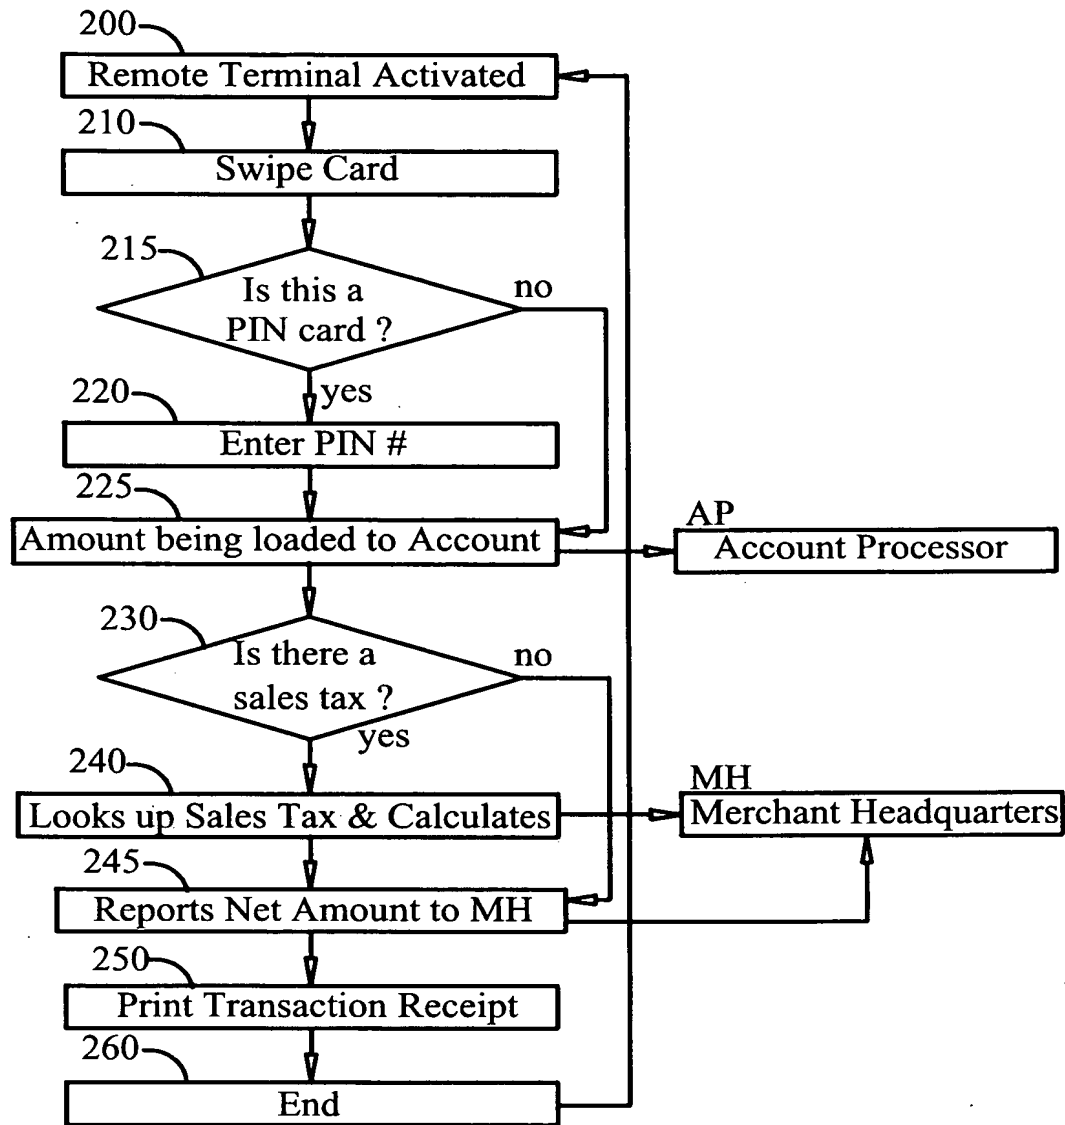 200
Remote Terminal Activated
210
Swipe Card
215
Is this a
PIN card ?
no
yes
220
Enter PIN #
225
Amount being loaded to Account
AP
Account Processor
230
Is there a
sales tax ?
no
yes
240
Looks up Sales Tax & Calculates
MH
Merchant Headquarters
245
Reports Net Amount to MH
250
Print Transaction Receipt
260
End